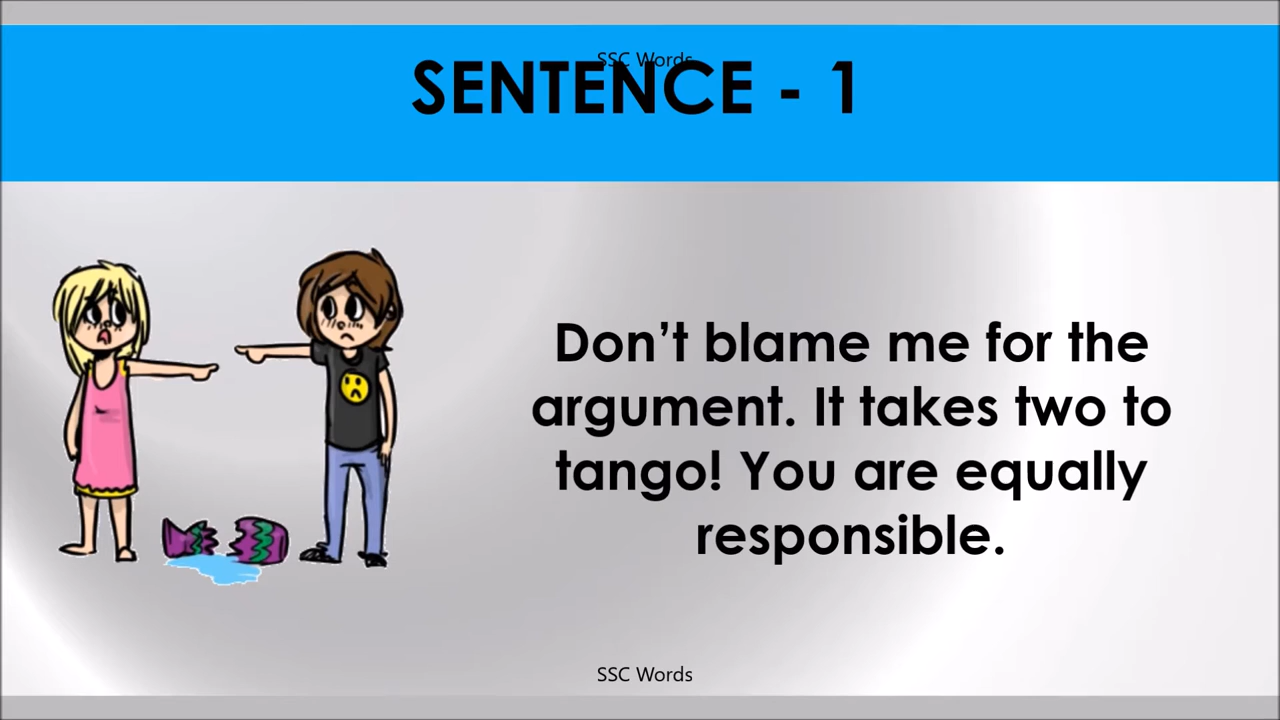 SSC Words
SENTENCE - 1
Don’t blame me for the
argument. It takes two to
tango! You are equally
responsible.
SSC Words